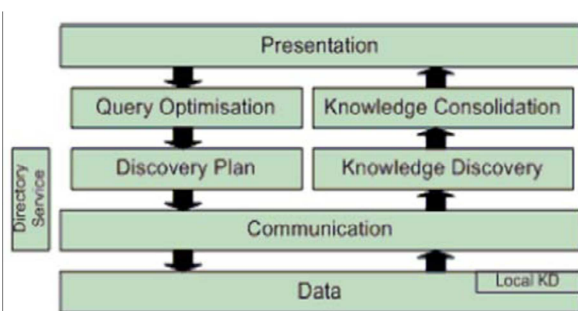 Presentation
Query Optimisation
Knowledge Consolidation
Directory
Service
Discovery Plan
Knowledge Discovery
Communication
Local KD
Data